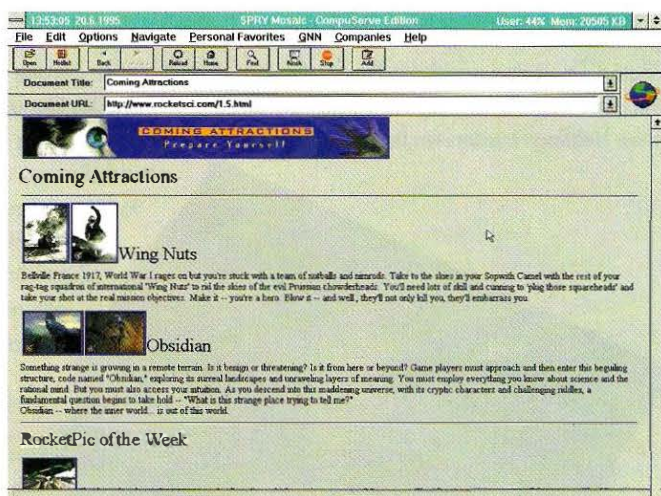 13:53:05 20.6.1995 SPRY Mosaic - CompuServe Edition User: 44% Mem: 20505 KB
File Edit Options Navigate Personal Favorites GNN Companies Help
Open Hotlist Back Reload Home Find Kiosk Stop Add
Document Title: Coming Attractions
Document URL: http://www.rocketsci.com/1.5.html
COMING ATTRACTIONS
Prepare Yourself
Coming Attractions
Wing Nuts
Bellville France 1917, World War I rages on but you're stuck with a team of nutballs and nimrods. Take to the skies in your Sopwith Camel with the rest of your
rag-tag squadron of international 'Wing Nuts' to rid the skies of the evil Prussian chowderheads. You'll need lots of skill and cunning to 'plug those squareheads' and
take your shot at the real mission objectives. Make it -- you're a hero. Blow it -- and well, they'll not only kill you, they'll embarrass you.
Obsidian
Something strange is growing in a remote terrain. Is it benign or threatening? Is it from here or beyond? Game players must approach and then enter this beguiling
structure, code named "Obsidian," exploring its surreal landscapes and unraveling layers of meaning. You must employ everything you know about science and the
rational mind. But you must also access your intuition. As you descend into this maddening universe, with its cryptic characters and challenging riddles, a
fundamental question begins to take hold -- "What is this strange place trying to tell me?"
Obsidian -- where the inner world... is out of this world.
RocketPic of the Week